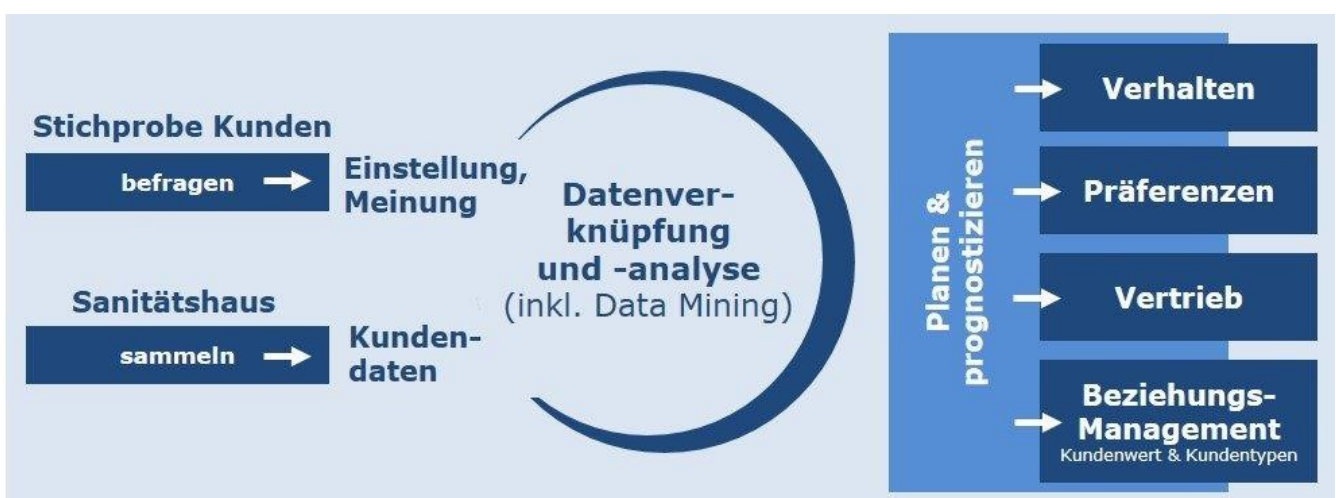 Stichprobe Kunden
befragen
Einstellung,
Meinung
Sanitätshaus
sammeln
Kunden-
daten
Datenver-
knüpfung
und -analyse
(inkl. Data Mining)
Planen &
prognostizieren
Verhalten
Präferenzen
Vertrieb
Beziehungs-
Management
Kundenwert & Kundentypen